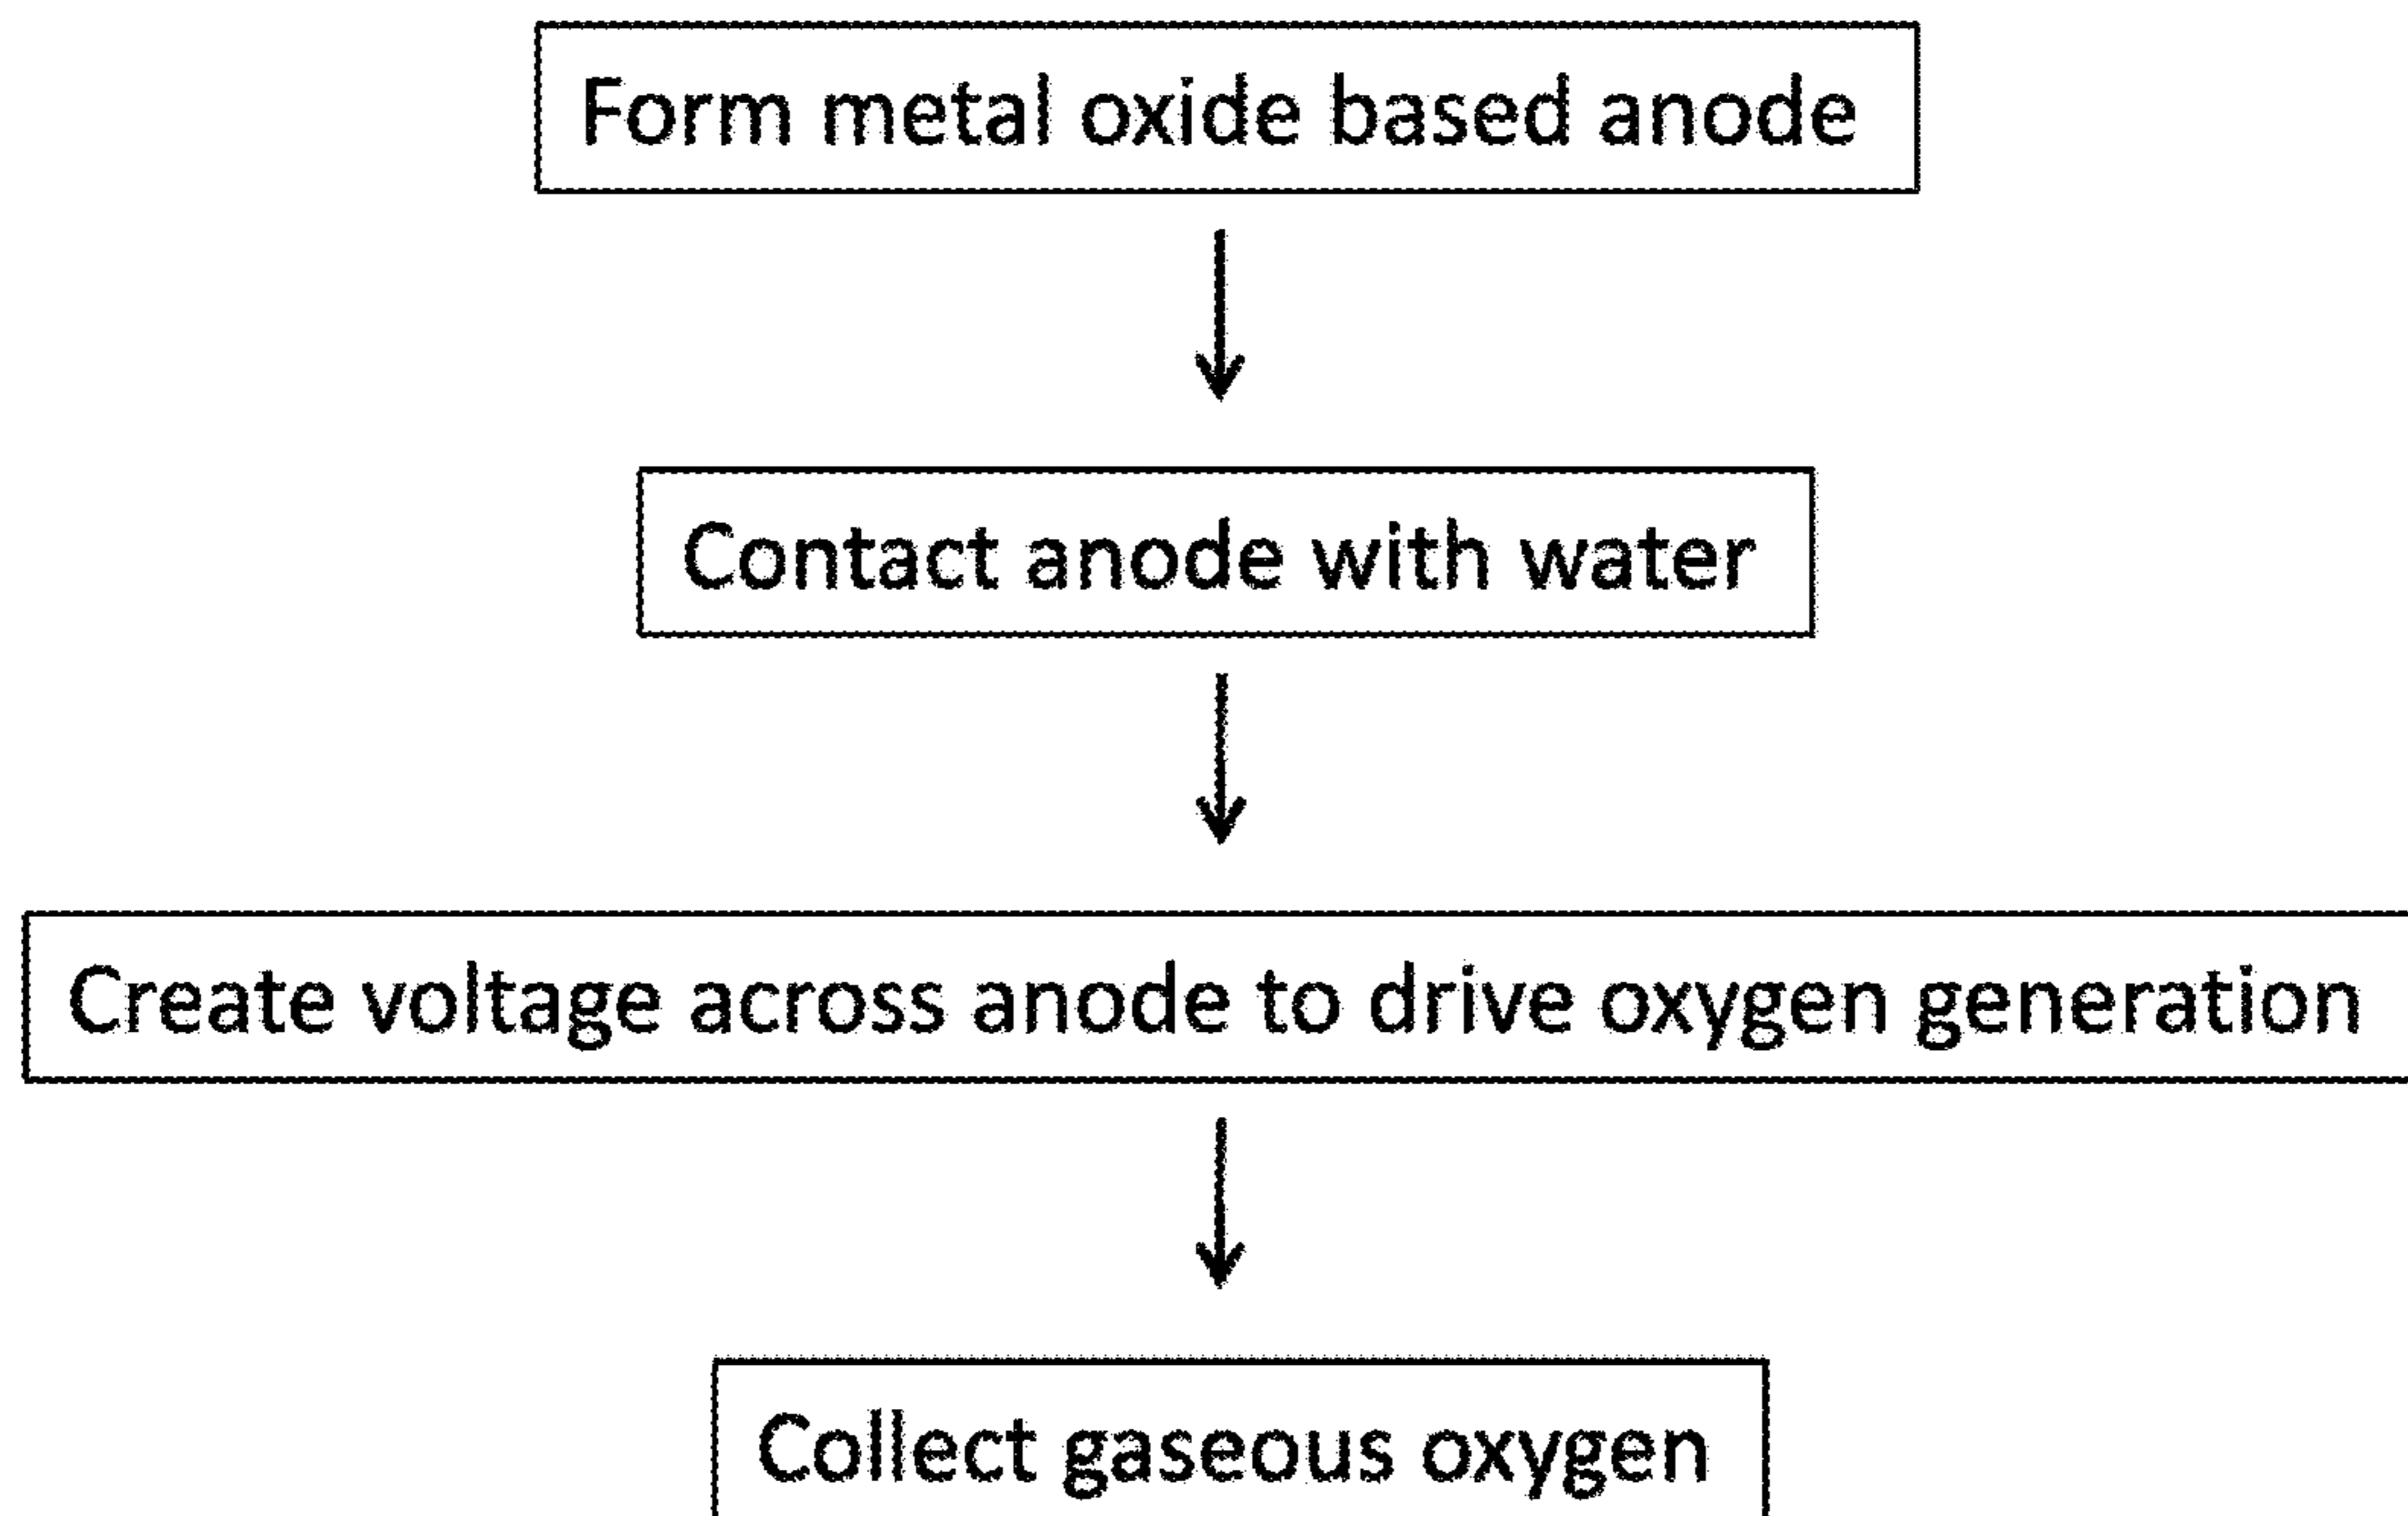 Form metal oxide based anode
Contact anode with water
Create voltage across anode to drive oxygen generation
Collect gaseous oxygen